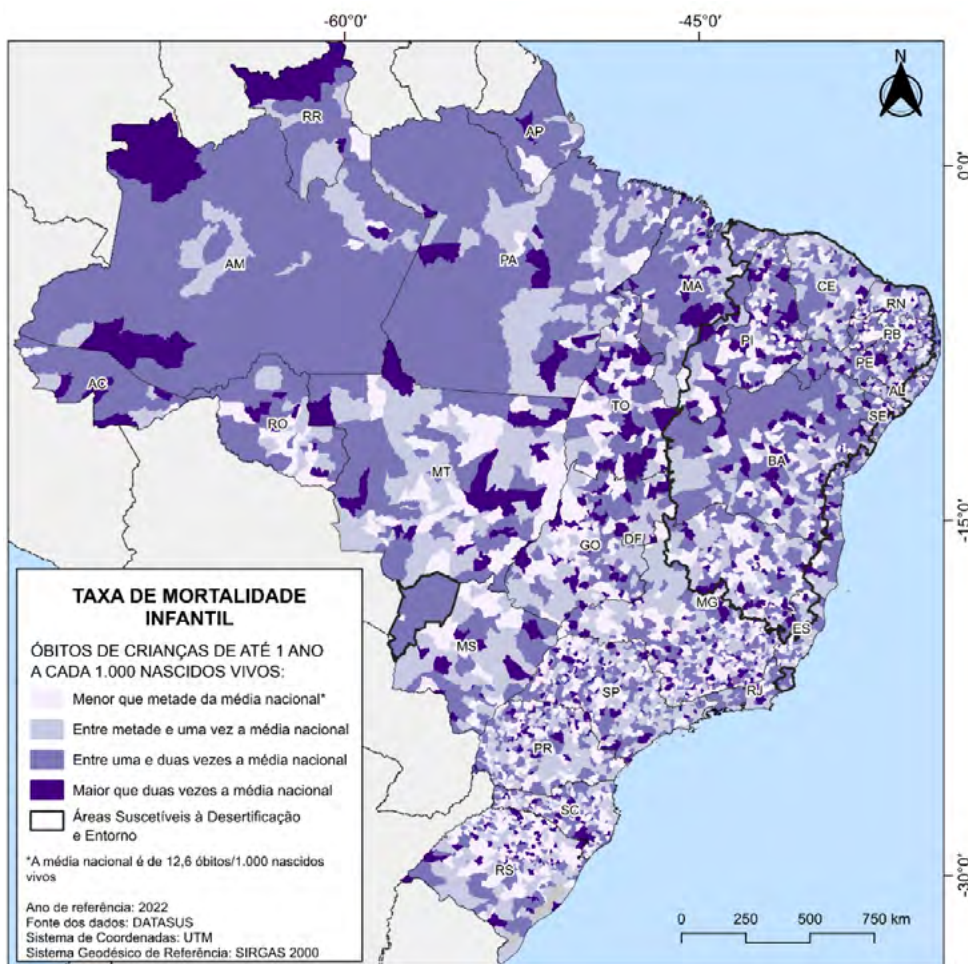 -60°0'
-45°0'
N
RR
AP
0°0'
AM
PA
MA
CE
RN
PB
PI
PE
AC
AL
TO
SE
RO
BA
MT
-15°0'
GO
DF
MG
ES
MS
SP
RJ
PR
SC
RS
-30°0'
TAXA DE MORTALIDADE
INFANTIL
ÓBITOS DE CRIANÇAS DE ATÉ 1 ANO
A CADA 1.000 NASCIDOS VIVOS:
Menor que metade da média nacional*
Entre metade e uma vez a média nacional
Entre uma e duas vezes a média nacional
Maior que duas vezes a média nacional
Áreas Suscetíveis à Desertificação
e Entorno
*A média nacional é de 12,6 óbitos/1.000 nascidos
vivos
Ano de referência: 2022
Fonte dos dados: DATASUS
Sistema de Coordenadas: UTM
Sistema Geodésico de Referência: SIRGAS 2000
0 250 500 750 km